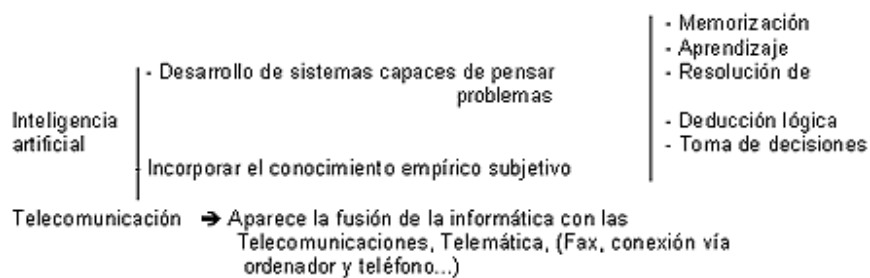 - Memorización
- Aprendizaje
- Desarrollo de sistemas capaces de pensar
- Resolución de
problemas
Inteligencia
artificial
- Deducción lógica
- Toma de decisiones
- Incorporar el conocimiento empírico subjetivo
Telecomunicación ➔ Aparece la fusión de la informática con las
Telecomunicaciones, Telemática, (Fax, conexión vía
ordenador y teléfono...)